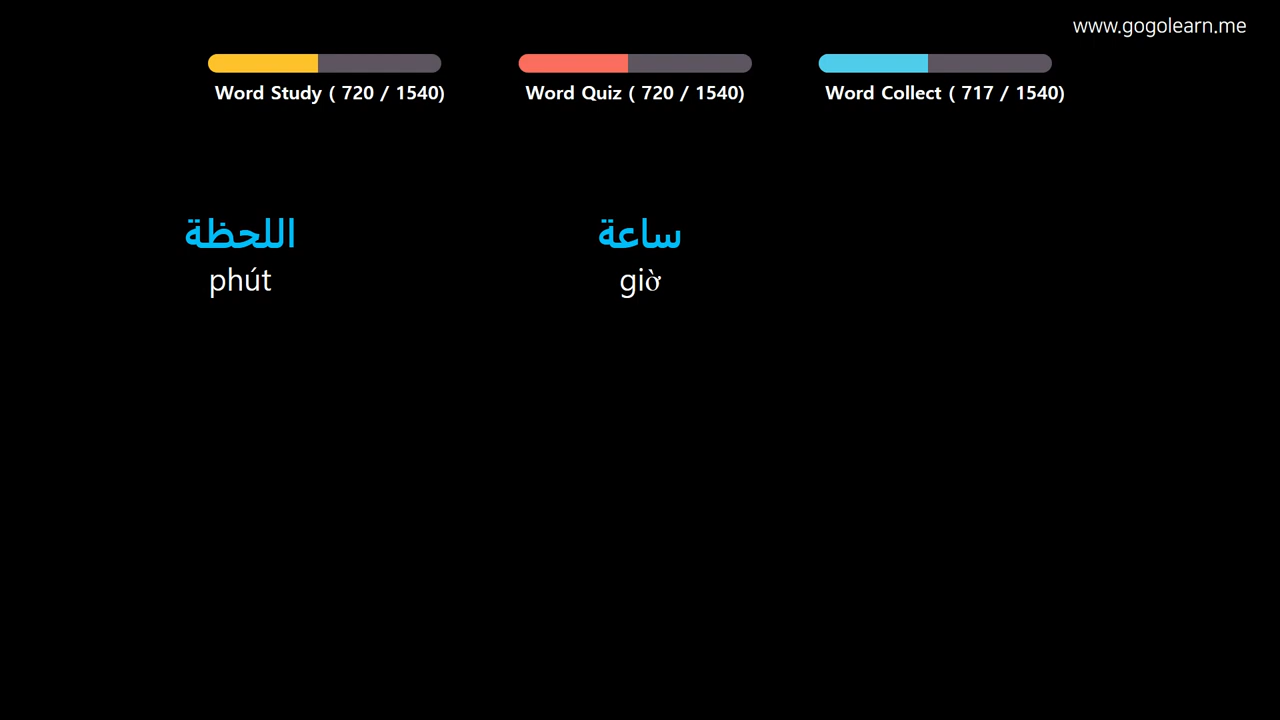 www.gogolearn.me
Word Study ( 720 / 1540)
Word Quiz ( 720 / 1540)
Word Collect ( 717 / 1540)
اللحظة
phút
ساعة
giờ